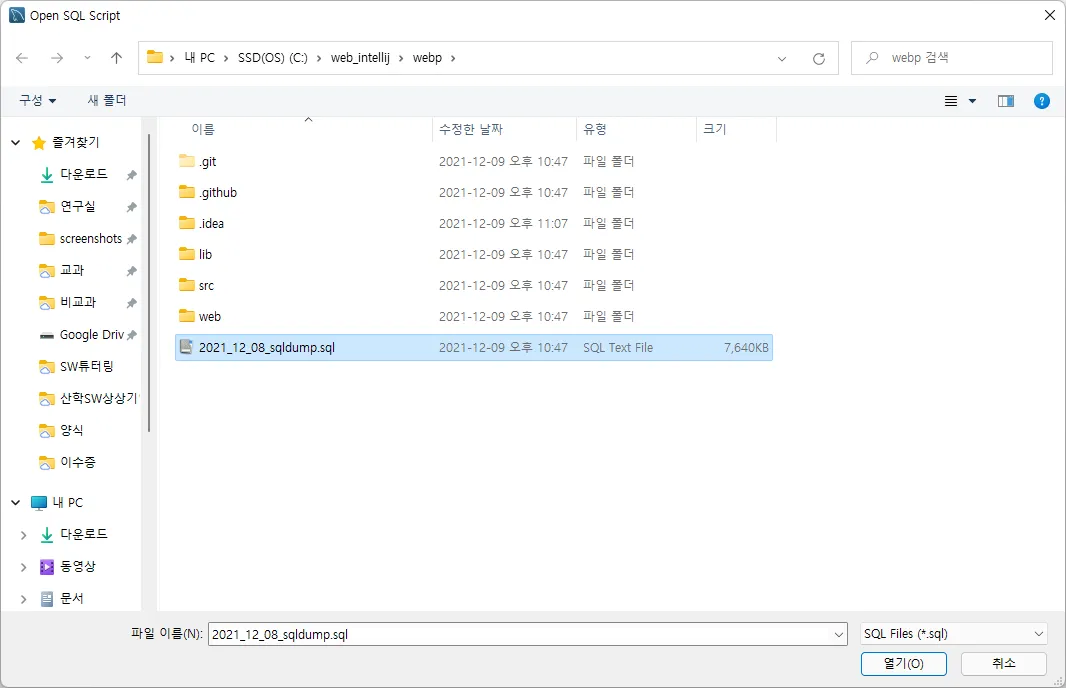 Open SQL Script
내 PC › SSD(OS) (C:) › web_intellij › webp ›
webp 검색
구성
새 폴더
이름 수정한 날짜 유형 크기
즐겨찾기
다운로드
연구실
screenshots
교과
비교과
Google Driv
SW튜터링
산학SW상상기
양식
이수증
내 PC
다운로드
동영상
문서
.git 2021-12-09 오후 10:47 파일 폴더
.github 2021-12-09 오후 10:47 파일 폴더
.idea 2021-12-09 오후 11:07 파일 폴더
lib 2021-12-09 오후 10:47 파일 폴더
src 2021-12-09 오후 10:47 파일 폴더
web 2021-12-09 오후 10:47 파일 폴더
2021_12_08_sqldump.sql 2021-12-09 오후 10:47 SQL Text File 7,640KB
파일 이름(N): 2021_12_08_sqldump.sql
SQL Files (*.sql)
열기(O)
취소